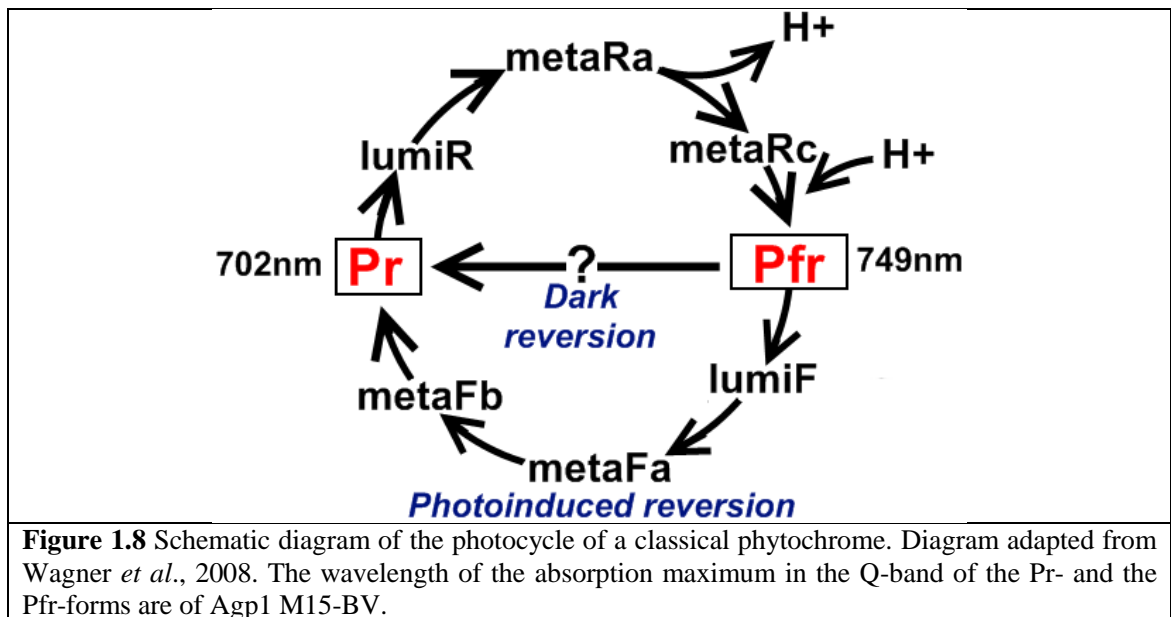 H+
metaRa
lumiR
metaRc
H+
702nm
Pr
?
Pfr
749nm
Dark
reversion
lumiF
metaFb
metaFa
Photoinduced reversion
Figure 1.8 Schematic diagram of the photocycle of a classical phytochrome. Diagram adapted from
Wagner et al., 2008. The wavelength of the absorption maximum in the Q-band of the Pr- and the
Pfr-forms are of Agp1 M15-BV.